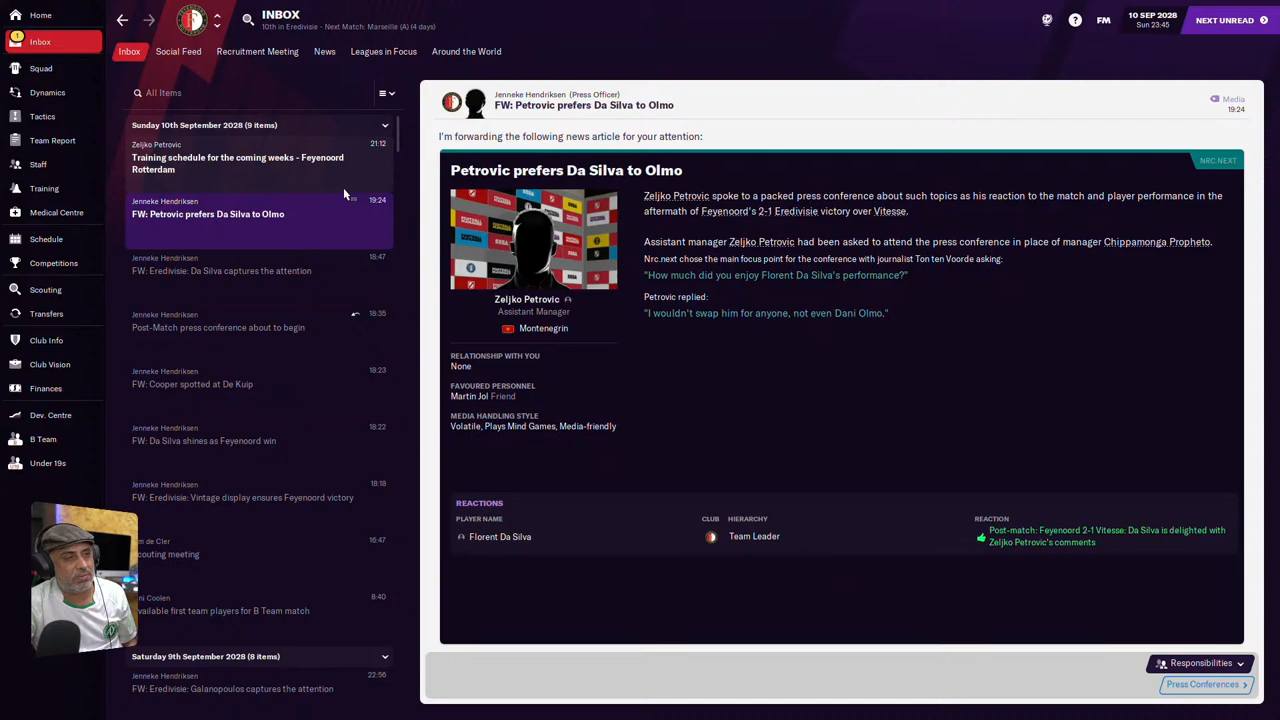 Home
INBOX
10th in Eredivisie - Next Match: Marseille (A) (4 days)
FM
10 SEP 2028
Sun 23:45
NEXT UNREAD
1
Inbox
Inbox
Social Feed
Recruitment Meeting
News
Leagues in Focus
Around the World
Squad
Dynamics
Tactics
Team Report
Staff
Training
Medical Centre
Schedule
Competitions
Scouting
Transfers
Club Info
Club Vision
Finances
Dev. Centre
B Team
Under 19s
All Items
Sunday 10th September 2028 (9 items)
Zeljko Petrovic 21:12
Training schedule for the coming weeks - Feyenoord
Rotterdam
Jenneke Hendriksen 19:24
FW: Petrovic prefers Da Silva to Olmo
Jenneke Hendriksen 18:47
FW: Eredivisie: Da Silva captures the attention
Jenneke Hendriksen 18:35
Post-Match press conference about to begin
Jenneke Hendriksen 18:23
FW: Cooper spotted at De Kuip
Jenneke Hendriksen 18:22
FW: Da Silva shines as Feyenoord win
Jenneke Hendriksen 18:18
FW: Eredivisie: Vintage display ensures Feyenoord victory
m de Cler 16:47
couting meeting
ni Coolen 8:40
vailable first team players for B Team match
Saturday 9th September 2028 (8 items)
Jenneke Hendriksen 22:56
FW: Eredivisie: Galanopoulos captures the attention
Jenneke Hendriksen (Press Officer)
FW: Petrovic prefers Da Silva to Olmo
Media
19:24
I'm forwarding the following news article for your attention:
NRC.NEXT
Petrovic prefers Da Silva to Olmo
Zeljko Petrovic
Assistant Manager
Montenegrin
RELATIONSHIP WITH YOU
None
FAVOURED PERSONNEL
Martin Jol Friend
MEDIA HANDLING STYLE
Volatile, Plays Mind Games, Media-friendly
Zeljko Petrovic spoke to a packed press conference about such topics as his reaction to the match and player performance in the
aftermath of Feyenoord's 2-1 Eredivisie victory over Vitesse.
Assistant manager Zeljko Petrovic had been asked to attend the press conference in place of manager Chippamonga Propheto.
Nrc.next chose the main focus point for the conference with journalist Ton ten Voorde asking:
"How much did you enjoy Florent Da Silva's performance?"
Petrovic replied:
"I wouldn't swap him for anyone, not even Dani Olmo."
REACTIONS
PLAYER NAME CLUB HIERARCHY REACTION
Florent Da Silva Team Leader Post-match: Feyenoord 2-1 Vitesse: Da Silva is delighted with
Zeljko Petrovic's comments
Responsibilities
Press Conferences